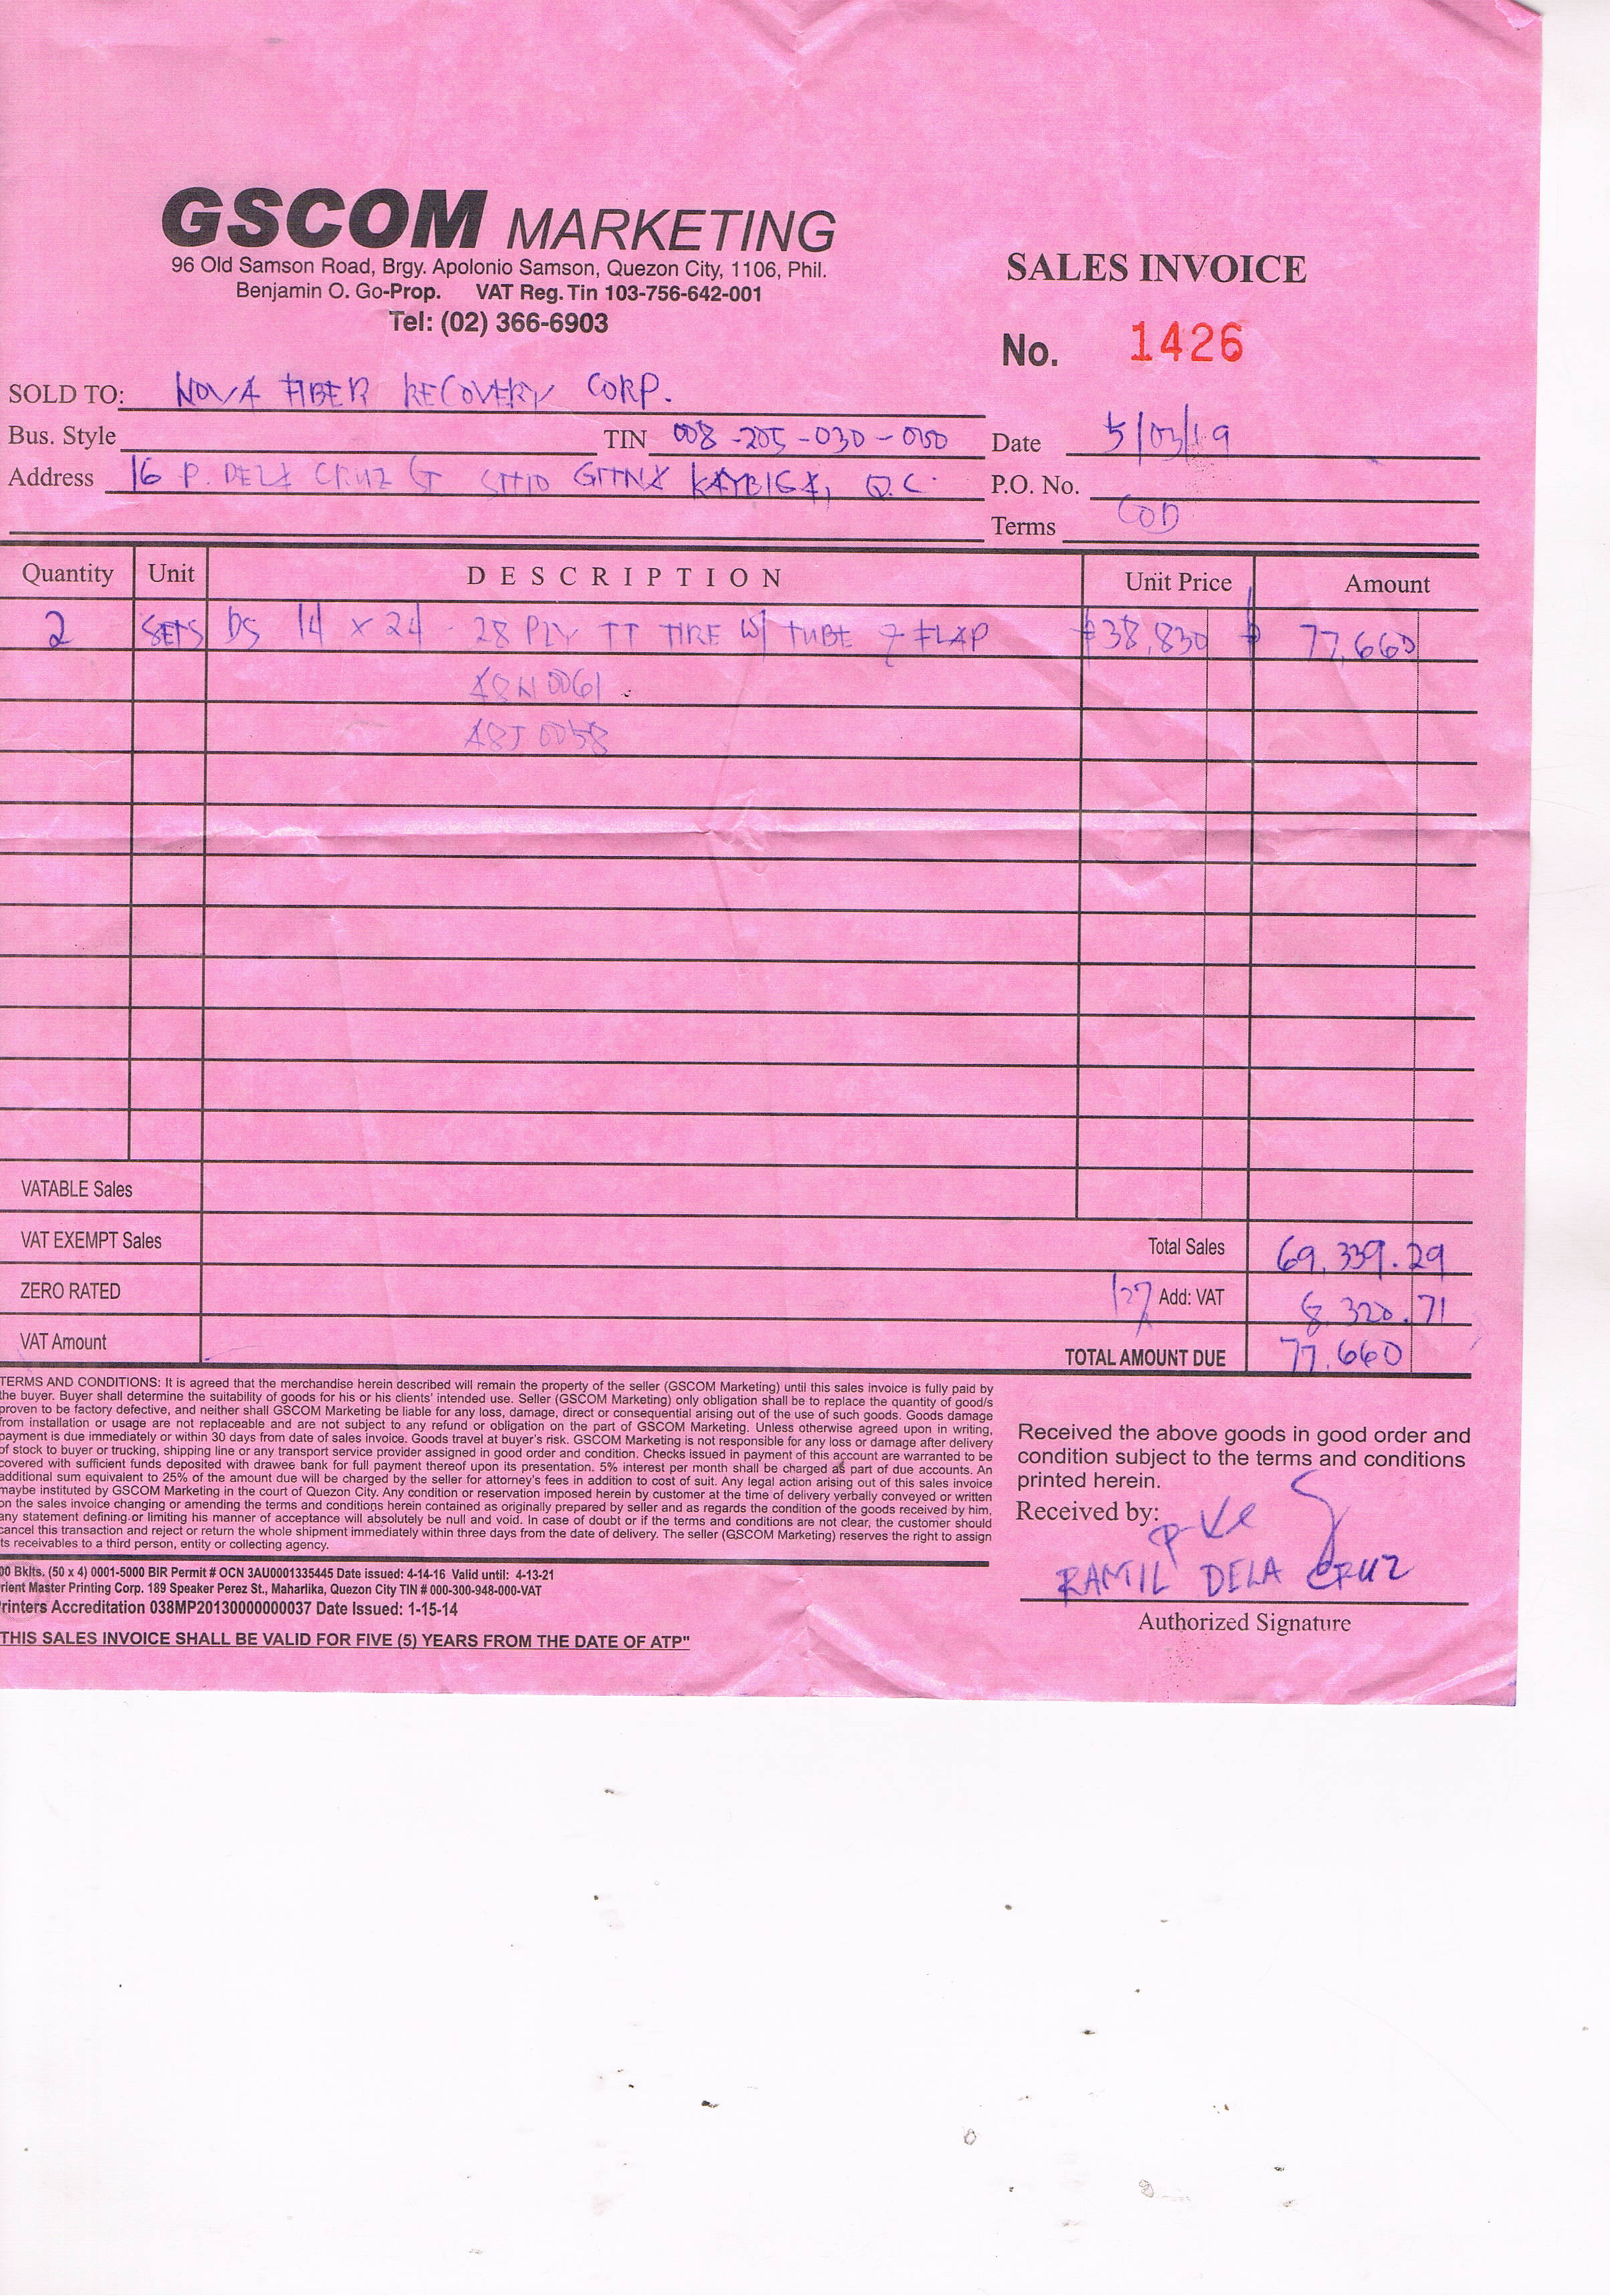 GSCOM MARKETING
96 Old Samson Road, Brgy. Apolonio Samson, Quezon City, 1106, Phil.
Benjamin O. Go-Prop. VAT Reg. Tin 103-756-642-001
Tel: (02) 366-6903
SALES INVOICE
No. 1426
SOLD TO: NOVA FIBER RECOVERY CORP.
Bus. Style TIN 008-205-030-000 Date 5/03/19
Address 16 P. DELA CRUZ ST SITIO GITNA KAYBIGA, Q.C. P.O. No.
Terms COD
Quantity Unit DESCRIPTION Unit Price Amount
2 SETS DS 14 x 24 - 28 PLY TT TIRE W/ TUBE & FLAP ₱38,830 ₱ 77,660
A8N0061
A8J0058
VATABLE Sales
VAT EXEMPT Sales Total Sales 69,339.29
ZERO RATED 12% Add: VAT 8,320.71
VAT Amount TOTAL AMOUNT DUE 77,660
TERMS AND CONDITIONS: It is agreed that the merchandise herein described will remain the property of the seller (GSCOM Marketing) until this sales invoice is fully paid by
the buyer. Buyer shall determine the suitability of goods for his or his clients' intended use. Seller (GSCOM Marketing) only obligation shall be to replace the quantity of good/s
proven to be factory defective, and neither shall GSCOM Marketing be liable for any loss, damage, direct or consequential arising out of the use of such goods. Goods damage
from installation or usage are not replaceable and are not subject to any refund or obligation on the part of GSCOM Marketing. Unless otherwise agreed upon in writing,
payment is due immediately or within 30 days from date of sales invoice. Goods travel at buyer's risk. GSCOM Marketing is not responsible for any loss or damage after delivery
of stock to buyer or trucking, shipping line or any transport service provider assigned in good order and condition. Checks issued in payment of this account are warranted to be
covered with sufficient funds deposited with drawee bank for full payment thereof upon its presentation. 5% interest per month shall be charged as part of due accounts. An
additional sum equivalent to 25% of the amount due will be charged by the seller for attorney's fees in addition to cost of suit. Any legal action arising out of this sales invoice
maybe instituted by GSCOM Marketing in the court of Quezon City. Any condition or reservation imposed herein by customer at the time of delivery verbally conveyed or written
on the sales invoice changing or amending the terms and conditions herein contained as originally prepared by seller and as regards the condition of the goods received by him,
any statement defining or limiting his manner of acceptance will absolutely be null and void. In case of doubt or if the terms and conditions are not clear, the customer should
cancel this transaction and reject or return the whole shipment immediately within three days from the date of delivery. The seller (GSCOM Marketing) reserves the right to assign
ts receivables to a third person, entity or collecting agency.
00 Bklts. (50 x 4) 0001-5000 BIR Permit # OCN 3AU0001335445 Date issued: 4-14-16 Valid until: 4-13-21
rient Master Printing Corp. 189 Speaker Perez St., Maharlika, Quezon City TIN # 000-300-948-000-VAT
rinters Accreditation 038MP20130000000037 Date Issued: 1-15-14
THIS SALES INVOICE SHALL BE VALID FOR FIVE (5) YEARS FROM THE DATE OF ATP"
Received the above goods in good order and
condition subject to the terms and conditions
printed herein.
Received by:
RAMIL DELA CRUZ
Authorized Signature